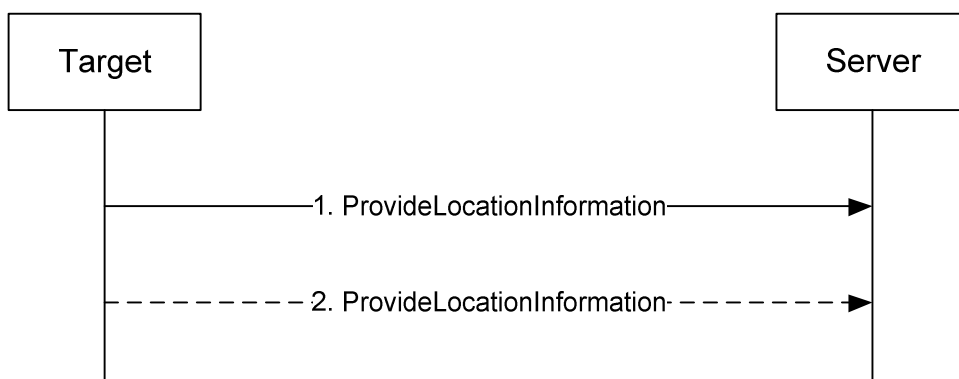 Target
Server
1. ProvideLocationInformation
2. ProvideLocationInformation